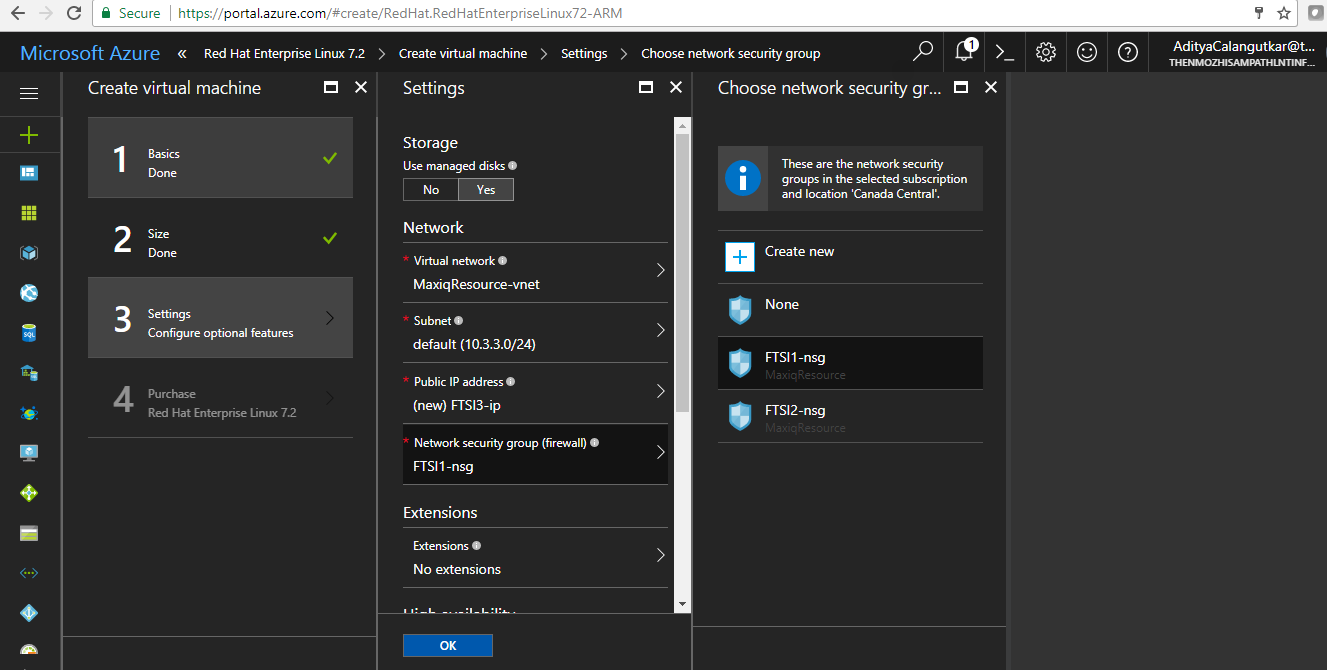 Secure https://portal.azure.com/#create/RedHat.RedHatEnterpriseLinux72-ARM
Microsoft Azure « Red Hat Enterprise Linux 7.2 > Create virtual machine > Settings > Choose network security group 1 AdityaCalangutkar@t...
THENMOZHISAMPATHLNTINF...
Create virtual machine
1
Basics
Done
2
Size
Done
3
Settings
Configure optional features
4
Purchase
Red Hat Enterprise Linux 7.2
SQL
Settings
Storage
Use managed disks
No Yes
Network
* Virtual network
MaxiqResource-vnet
* Subnet
default (10.3.3.0/24)
* Public IP address
(new) FTSI3-ip
* Network security group (firewall)
FTSI1-nsg
Extensions
Extensions
No extensions
High availability
OK
Choose network security gr...
These are the network security
groups in the selected subscription
and location 'Canada Central'.
Create new
None
FTSI1-nsg
MaxiqResource
FTSI2-nsg
MaxiqResource